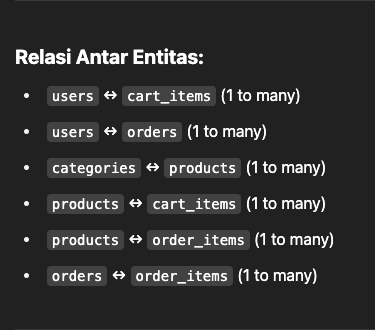 Relasi Antar Entitas:
• users ↔ cart_items (1 to many)
• users ↔ orders (1 to many)
• categories ↔ products (1 to many)
• products ↔ cart_items (1 to many)
• products ↔ order_items (1 to many)
• orders ↔ order_items (1 to many)